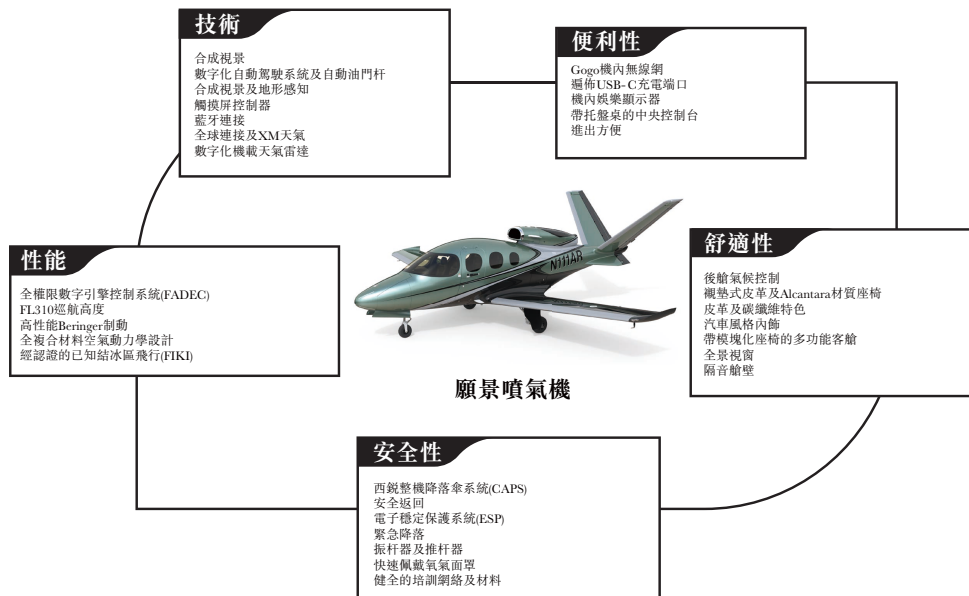 技術
合成視景
數字化自動駕駛系統及自動油門杆
合成視景及地形感知
觸摸屏控制器
藍牙連接
全球連接及XM天氣
數字化機載天氣雷達
便利性
Gogo機內無線網
遍佈USB-C充電端口
機內娛樂顯示器
帶托盤桌的中央控制台
進出方便
性能
全權限數字引擎控制系統(FADEC)
FL310巡航高度
高性能Beringer制動
全複合材料空氣動力學設計
經認證的已知結冰區飛行(FIKI)
N111AR
願景噴氣機
舒適性
後艙氣候控制
襯墊式皮革及Alcantara材質座椅
皮革及碳纖維特色
汽車風格內飾
帶模塊化座椅的多功能客艙
全景視窗
隔音艙壁
安全性
西銳整機降落傘系統(CAPS)
安全返回
電子穩定保護系統(ESP)
緊急降落
振杆器及推杆器
快速佩戴氧氣面罩
健全的培訓網絡及材料